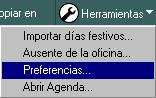 opiar en Herramientas
Importar días festivos...
Ausente de la oficina...
Preferencias...
Abrir Agenda...